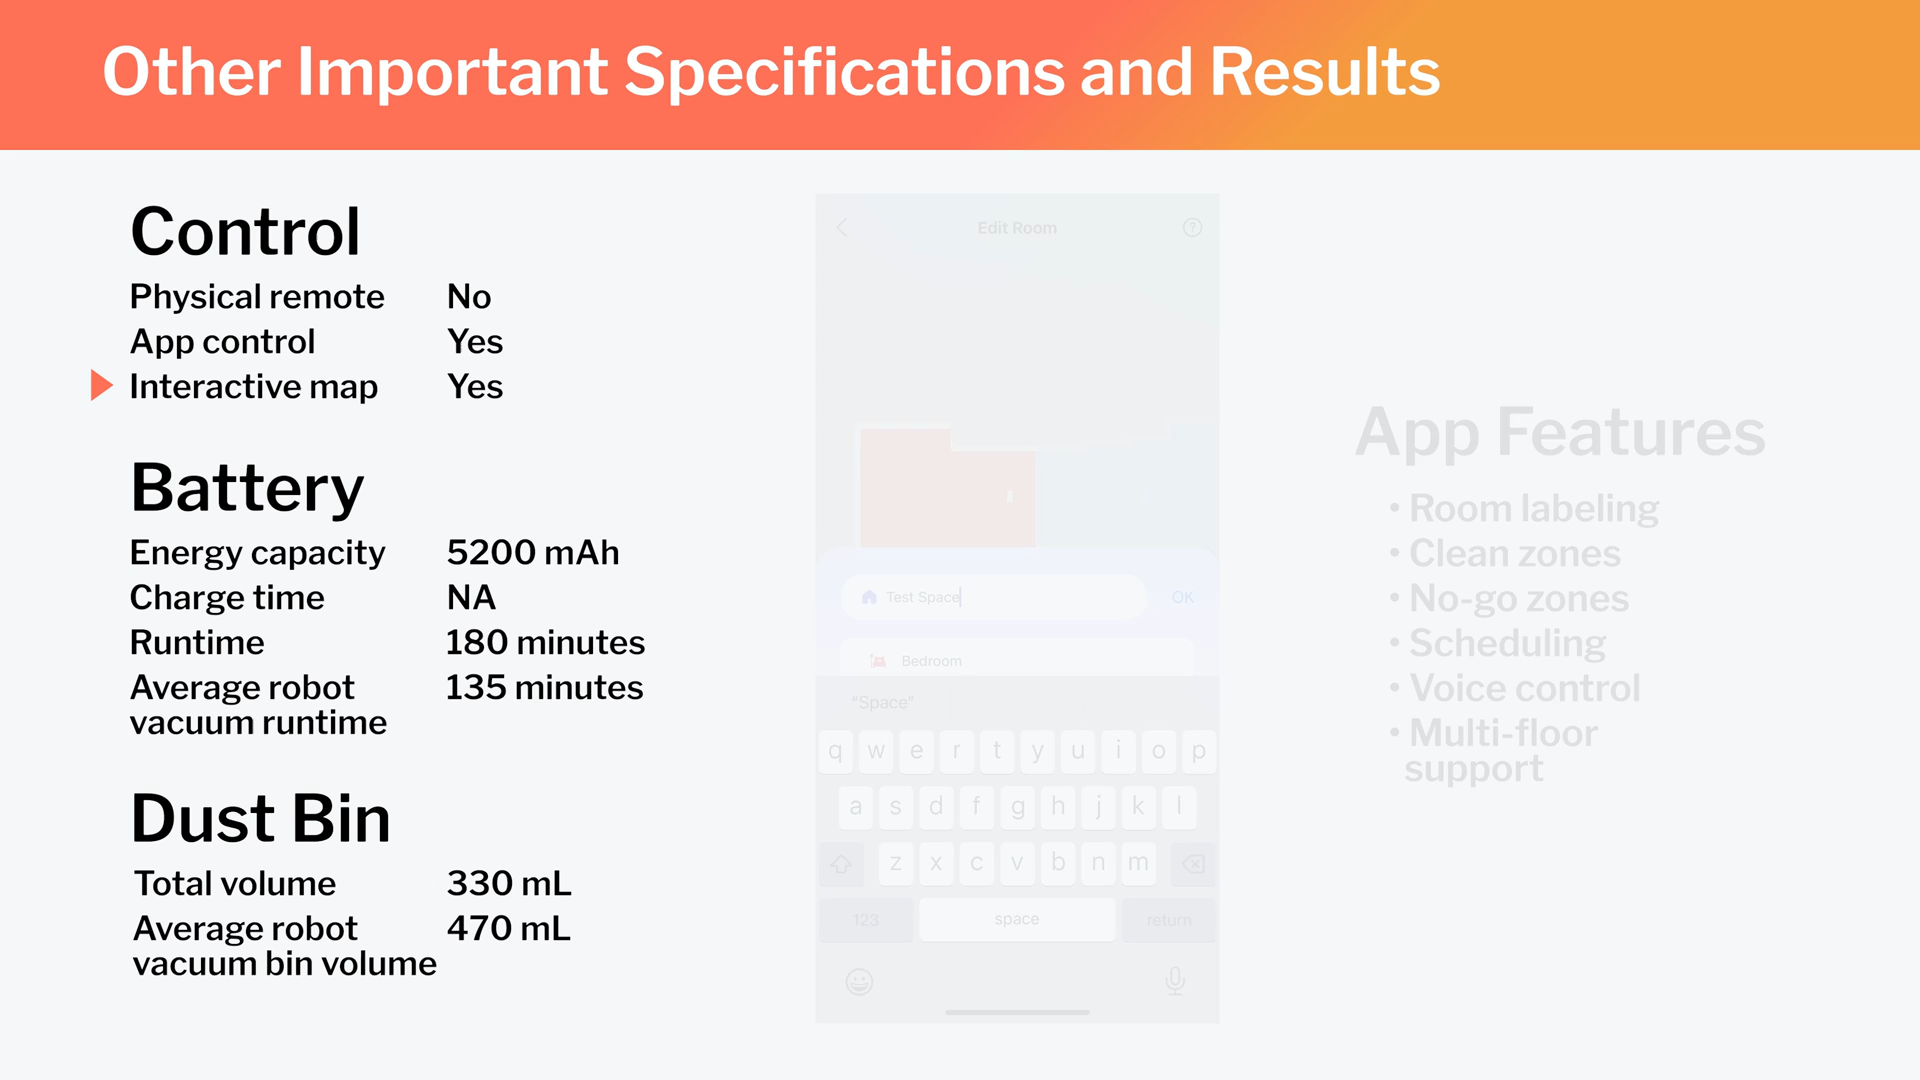 Other Important Specifications and Results
Control
Physical remote No
App control Yes
Interactive map Yes
Battery
Energy capacity 5200 mAh
Charge time NA
Runtime 180 minutes
Average robot 135 minutes
vacuum runtime
Dust Bin
Total volume 330 mL
Average robot 470 mL
vacuum bin volume
Edit Room ?
Test Space OK
Bedroom
“Space”
q w e r t y u i o p
a s d f g h j k l
z x c v b n m
123 space return
App Features
• Room labeling
• Clean zones
• No-go zones
• Scheduling
• Voice control
• Multi-floor
support